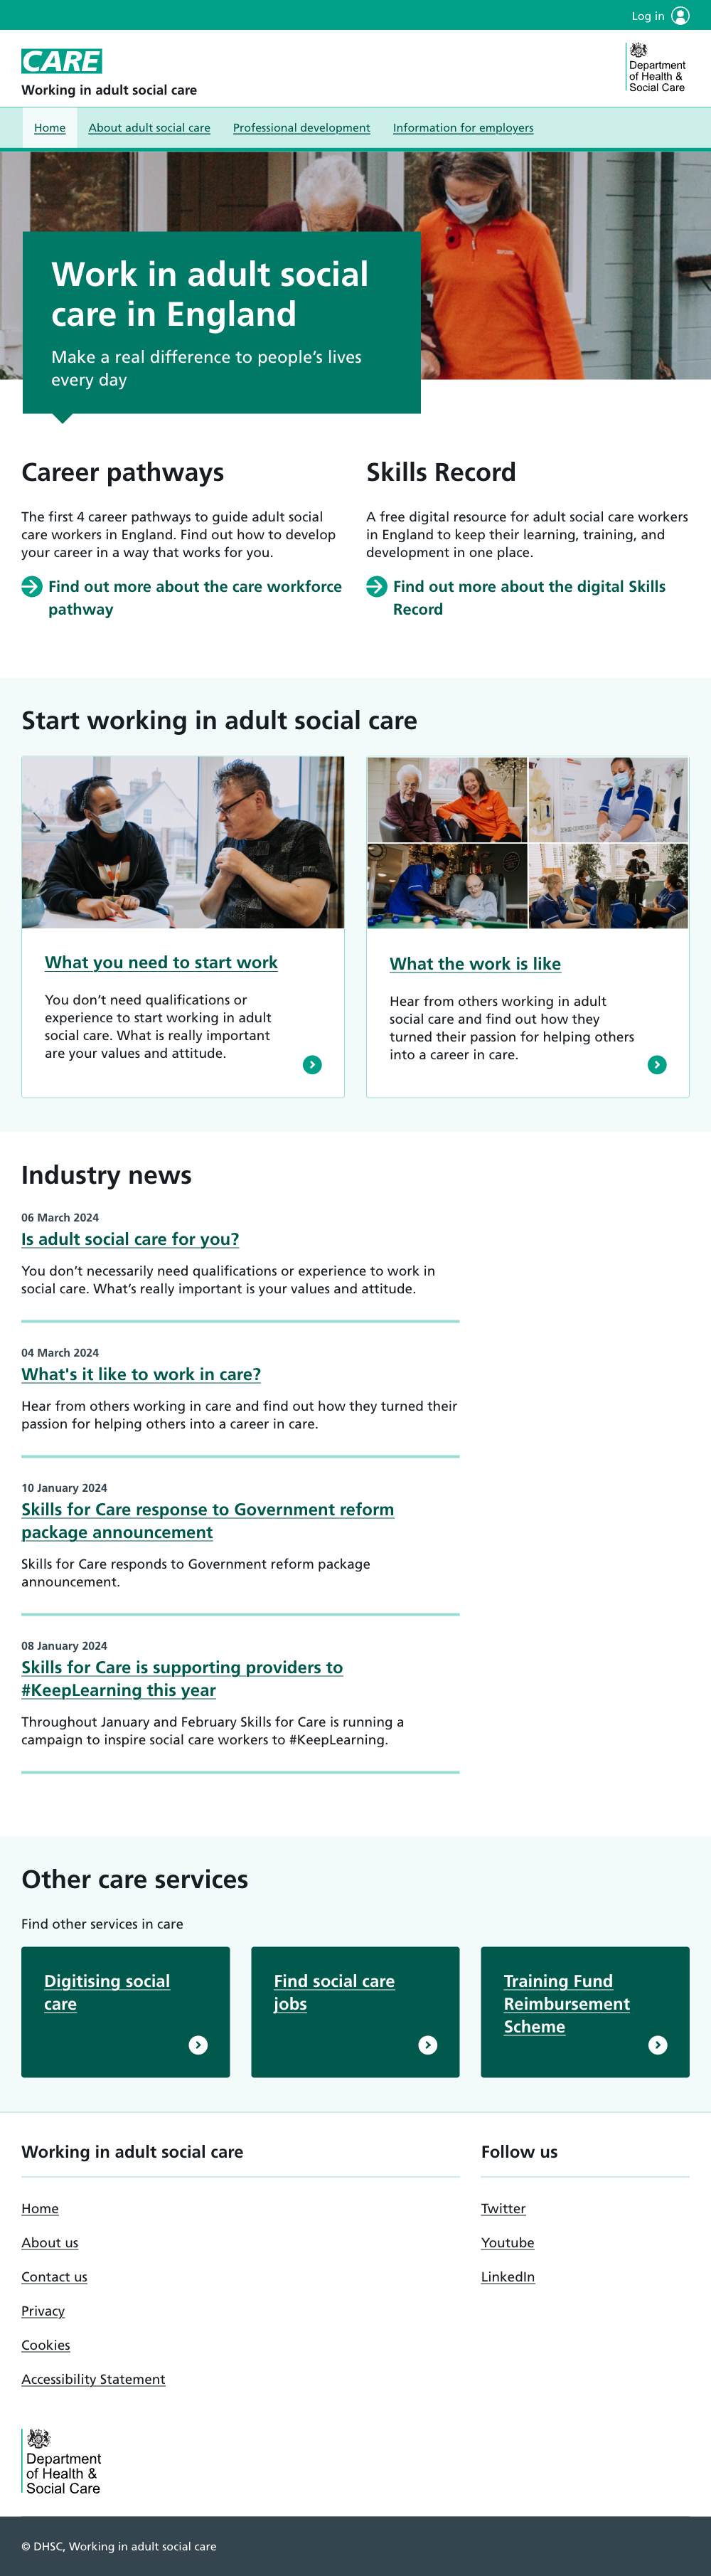 Log in
CARE
Working in adult social care
Department
of Health &
Social Care
Home
About adult social care
Professional development
Information for employers
Work in adult social
care in England
Make a real difference to people’s lives
every day
Career pathways
The first 4 career pathways to guide adult social
care workers in England. Find out how to develop
your career in a way that works for you.
Find out more about the care workforce
pathway
Skills Record
A free digital resource for adult social care workers
in England to keep their learning, training, and
development in one place.
Find out more about the digital Skills
Record
Start working in adult social care
What you need to start work
You don’t need qualifications or
experience to start working in adult
social care. What is really important
are your values and attitude.
What the work is like
Hear from others working in adult
social care and find out how they
turned their passion for helping others
into a career in care.
Industry news
06 March 2024
Is adult social care for you?
You don’t necessarily need qualifications or experience to work in
social care. What’s really important is your values and attitude.
04 March 2024
What's it like to work in care?
Hear from others working in care and find out how they turned their
passion for helping others into a career in care.
10 January 2024
Skills for Care response to Government reform
package announcement
Skills for Care responds to Government reform package
announcement.
08 January 2024
Skills for Care is supporting providers to
#KeepLearning this year
Throughout January and February Skills for Care is running a
campaign to inspire social care workers to #KeepLearning.
Other care services
Find other services in care
Digitising social
care
Find social care
jobs
Training Fund
Reimbursement
Scheme
Working in adult social care
Home
About us
Contact us
Privacy
Cookies
Accessibility Statement
Follow us
Twitter
Youtube
LinkedIn
Department
of Health &
Social Care
© DHSC, Working in adult social care